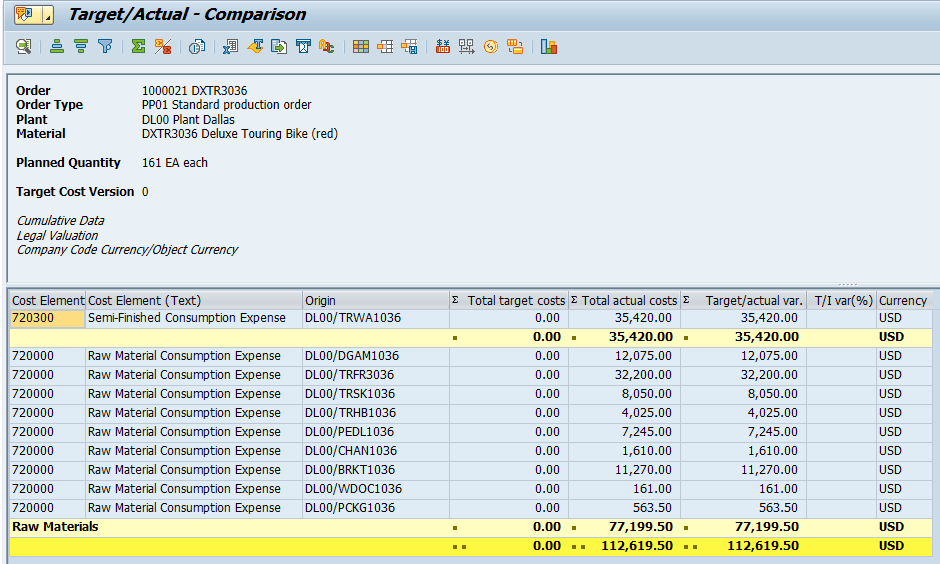 Target/Actual - Comparison
Order 1000021 DXTR3036
Order Type PP01 Standard production order
Plant DL00 Plant Dallas
Material DXTR3036 Deluxe Touring Bike (red)
Planned Quantity 161 EA each
Target Cost Version 0
Cumulative Data
Legal Valuation
Company Code Currency/Object Currency
Cost Element Cost Element (Text) Origin Σ Total target costs Σ Total actual costs Σ Target/actual var. T/I var(%) Currency
720300 Semi-Finished Consumption Expense DL00/TRWA1036 0.00 35,420.00 35,420.00 USD
0.00 35,420.00 35,420.00 USD
720000 Raw Material Consumption Expense DL00/DGAM1036 0.00 12,075.00 12,075.00 USD
720000 Raw Material Consumption Expense DL00/TRFR3036 0.00 32,200.00 32,200.00 USD
720000 Raw Material Consumption Expense DL00/TRSK1036 0.00 8,050.00 8,050.00 USD
720000 Raw Material Consumption Expense DL00/TRHB1036 0.00 4,025.00 4,025.00 USD
720000 Raw Material Consumption Expense DL00/PEDL1036 0.00 7,245.00 7,245.00 USD
720000 Raw Material Consumption Expense DL00/CHAN1036 0.00 1,610.00 1,610.00 USD
720000 Raw Material Consumption Expense DL00/BRKT1036 0.00 11,270.00 11,270.00 USD
720000 Raw Material Consumption Expense DL00/WDOC1036 0.00 161.00 161.00 USD
720000 Raw Material Consumption Expense DL00/PCKG1036 0.00 563.50 563.50 USD
Raw Materials 0.00 77,199.50 77,199.50 USD
0.00 112,619.50 112,619.50 USD